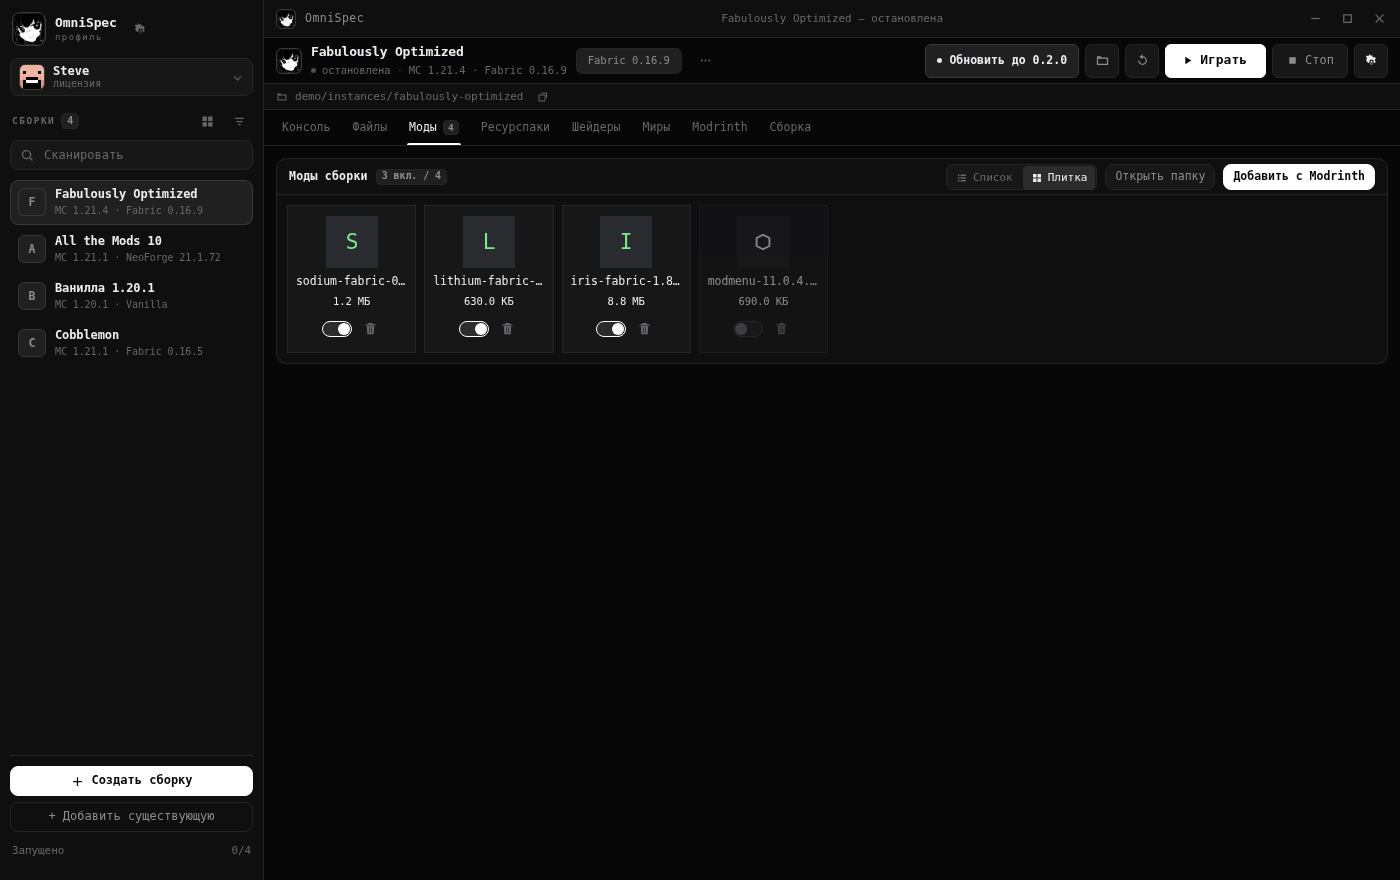 OmniSpec
профиль
Steve
лицензия
СБОРКИ 4
Сканировать
F
Fabulously Optimized
MC 1.21.4 · Fabric 0.16.9
A
All the Mods 10
MC 1.21.1 · NeoForge 21.1.72
B
Ванилла 1.20.1
MC 1.20.1 · Vanilla
C
Cobblemon
MC 1.21.1 · Fabric 0.16.5
+ Создать сборку
+ Добавить существующую
Запущено 0/4
OmniSpec
Fabulously Optimized — остановлена
Fabulously Optimized
остановлена · MC 1.21.4 · Fabric 0.16.9
Fabric 0.16.9
Обновить до 0.2.0
Играть
Стоп
demo/instances/fabulously-optimized
Консоль Файлы Моды 4 Ресурспаки Шейдеры Миры Modrinth Сборка
Моды сборки 3 вкл. / 4
Список Плитка Открыть папку Добавить с Modrinth
S L I
sodium-fabric-0… lithium-fabric-… iris-fabric-1.8… modmenu-11.0.4.…
1.2 МБ 630.0 КБ 8.8 МБ 690.0 КБ